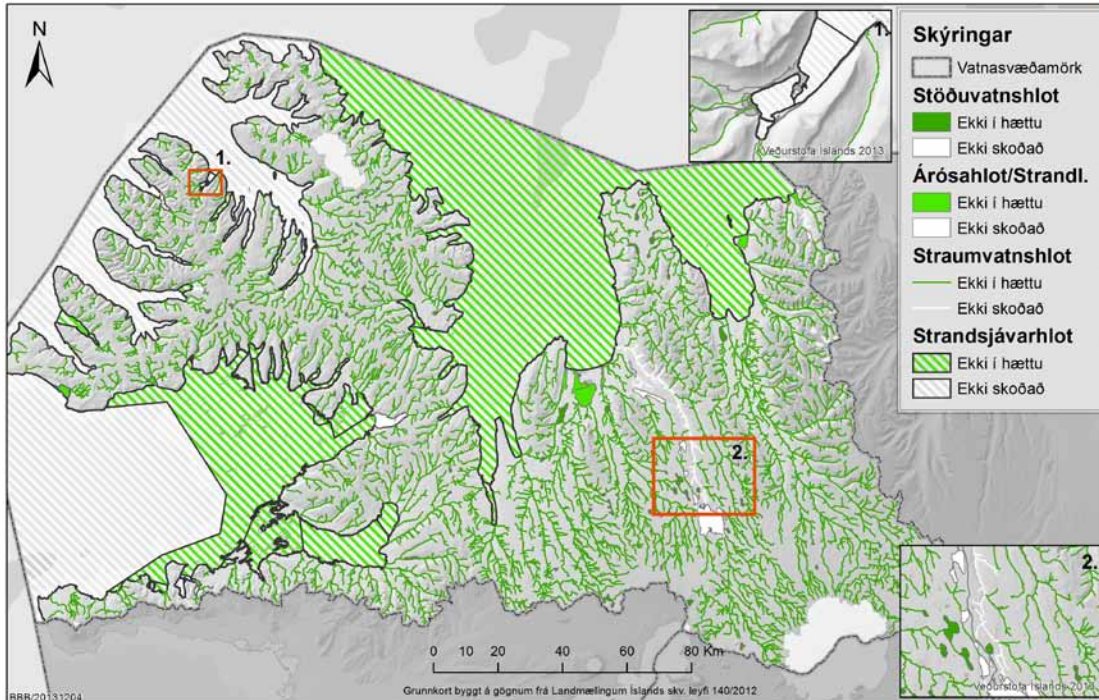 N
1.
Veðurstofa Íslands 2013
Skýringar
Vatnasvæðamörk
Stöðuvatnshlot
Ekki í hættu
Ekki skoðað
Árósahlot/Strandl.
Ekki í hættu
Ekki skoðað
Straumvatnshlot
Ekki í hættu
Ekki skoðað
Strandsjávarhlot
Ekki í hættu
Ekki skoðað
1.
2.
2.
Veðurstofa Íslands 2013
0 10 20 40 60 80 Km
BBB/20131204
Grunnkort byggt á gögnum frá Landmælingum Íslands skv. leyfi 140/2012